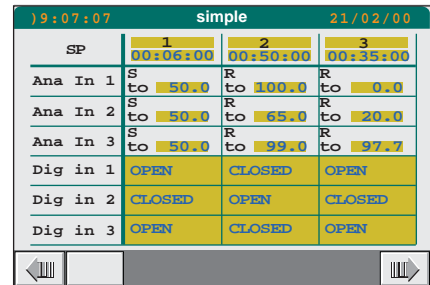 )9:07:07 simple 21/02/00
SP 1 2 3
00:06:00 00:50:00 00:35:00
Ana In 1 S to 50.0 R to 100.0 R to 0.0
Ana In 2 S to 50.0 R to 65.0 R to 20.0
Ana In 3 S to 50.0 R to 99.0 R to 97.7
Dig in 1 OPEN CLOSED OPEN
Dig in 2 CLOSED OPEN CLOSED
Dig in 3 OPEN CLOSED OPEN